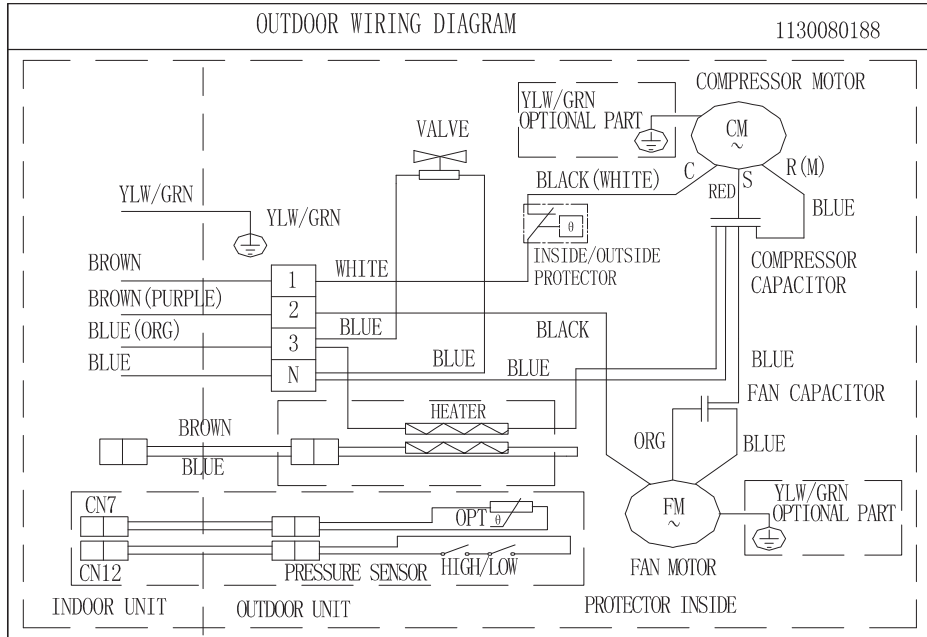 OUTDOOR WIRING DIAGRAM
1130080188
COMPRESSOR MOTOR
YLW/GRN
OPTIONAL PART
CM
~
VALVE
C
S
R(M)
BLACK(WHITE)
RED
BLUE
YLW/GRN
YLW/GRN
θ
INSIDE/OUTSIDE
PROTECTOR
COMPRESSOR
CAPACITOR
BROWN
1
WHITE
BROWN(PURPLE)
2
BLACK
BLUE(ORG)
3
BLUE
BLUE
N
BLUE
BLUE
BLUE
FAN CAPACITOR
HEATER
BROWN
BLUE
ORG
BLUE
CN7
OPT
θ
FM
~
YLW/GRN
OPTIONAL PART
CN12
PRESSURE SENSOR
HIGH/LOW
FAN MOTOR
INDOOR UNIT
OUTDOOR UNIT
PROTECTOR INSIDE